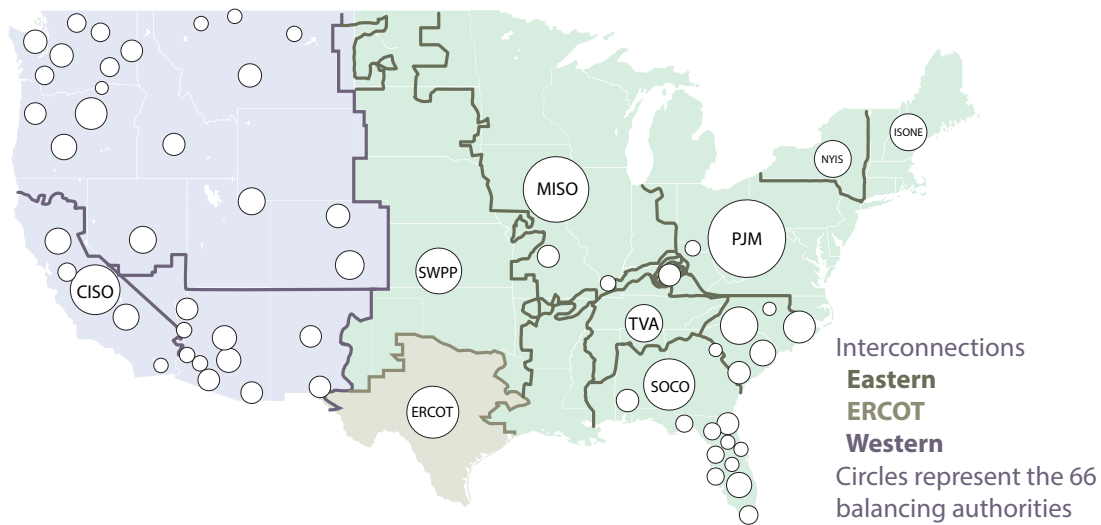 ISONE
NYIS
MISO
PJM
SWPP
CISO
TVA
SOCO
ERCOT
Interconnections
Eastern
ERCOT
Western
Circles represent the 66
balancing authorities